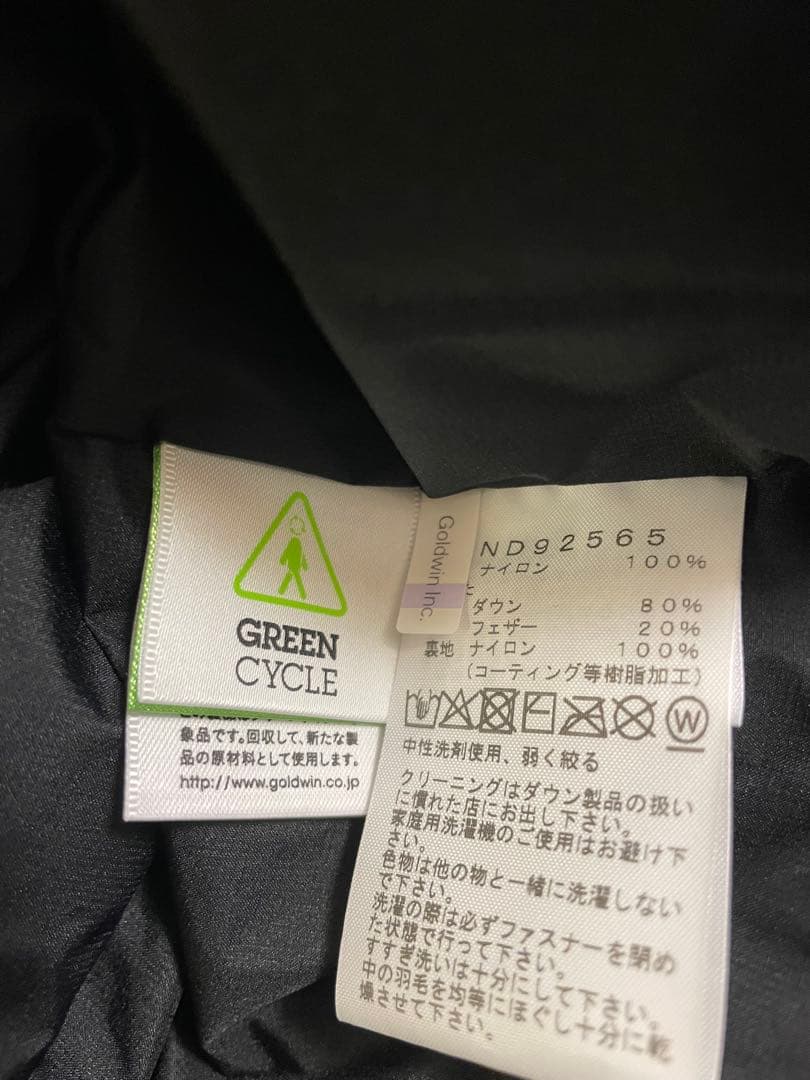 GREEN
CYCLE
象品です。回収して、新たな製
品の原材料として使用します。
http://www.goldwin.co.jp
Goldwin Inc.
ND92565
ナイロン 100%
ダウン 80%
フェザー 20%
裏地 ナイロン 100%
(コーティング等樹脂加工)
W
中性洗剤使用、弱く絞る
クリーニングはダウン製品の扱い
に慣れた店にお出し下さい。
家庭用洗濯機のご使用はお避け下
さい。
色物は他の物と一緒に洗濯しない
で下さい。
洗濯の際は必ずファスナーを閉め
た状態で行って下さい。
すすぎ洗いは十分にして下さい。
中の羽毛を均等にほぐし十分に乾
燥させて下さい。